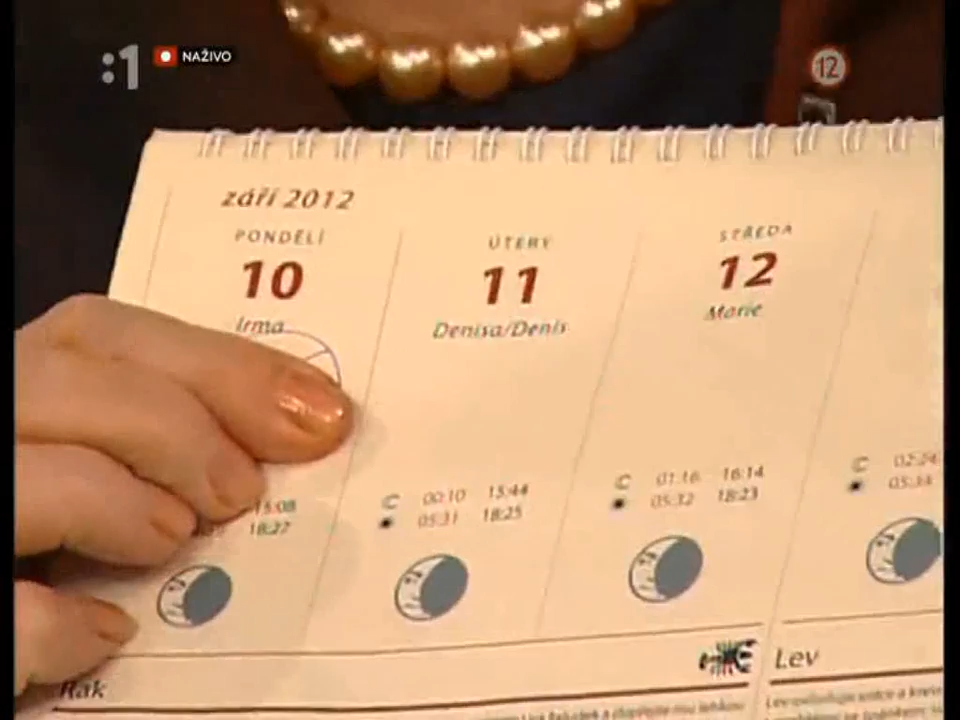 :1 NAŽIVO
12
září 2012
PONDĚLÍ ÚTERÝ STŘEDA
10 11 12
Irma Denisa/Denis Marie
15:08 00:10 15:44 01:16 16:14 02:24
18:27 05:31 18:25 05:32 18:23 05:34
Rak Lev